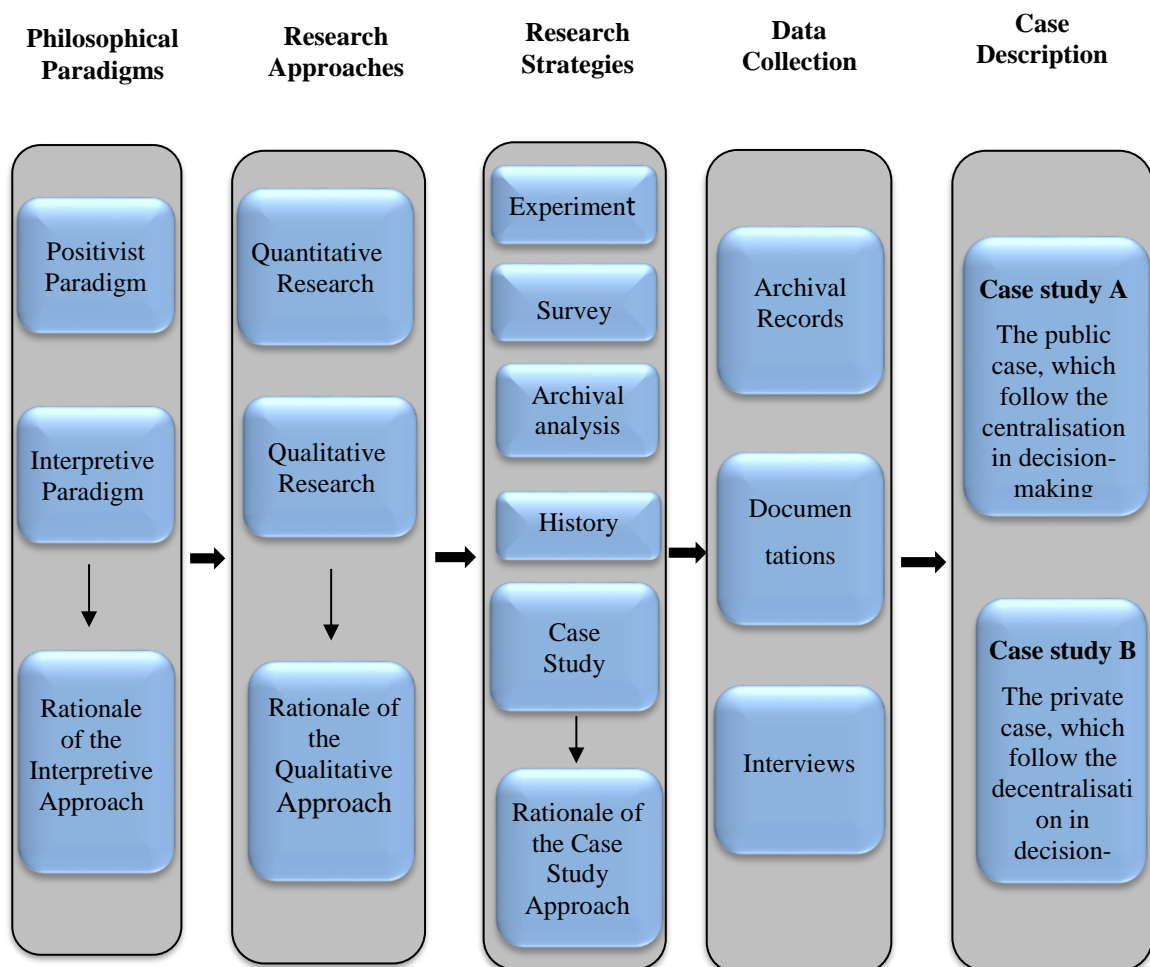 Philosophical
Paradigms
Research
Approaches
Research
Strategies
Data
Collection
Case
Description
Positivist
Paradigm
Interpretive
Paradigm
Rationale
of the
Interpretive
Approach
Quantitative
Research
Qualitative
Research
Rationale of
the
Qualitative
Approach
Experiment
Survey
Archival
analysis
History
Case
Study
Rationale of
the Case
Study
Approach
Archival
Records
Documen
tations
Interviews
Case study A
The public
case, which
follow the
centralisation
in decision-
making
Case study B
The private
case, which
follow the
decentralisati
on in
decision-